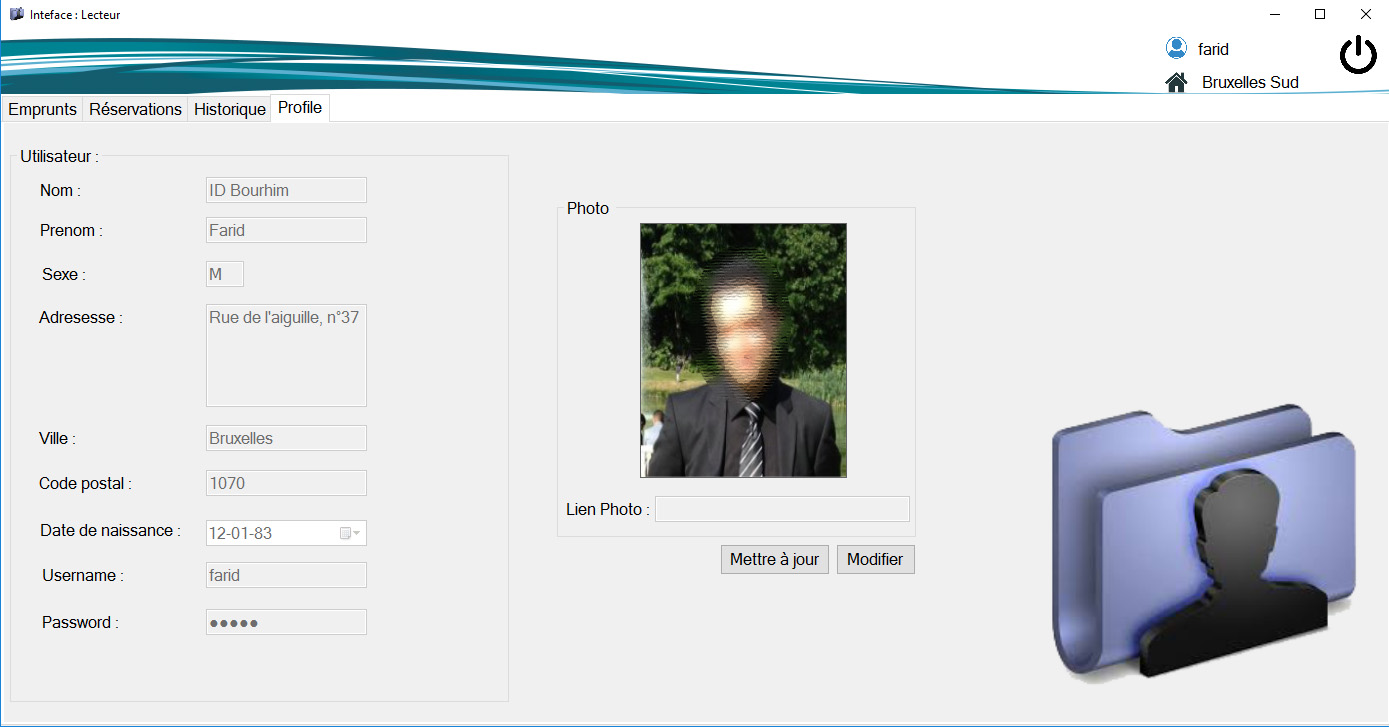 Inteface : Lecteur
farid
Bruxelles Sud
Emprunts Réservations Historique Profile
Utilisateur :
Nom : ID Bourhim
Prenom : Farid
Sexe : M
Adresesse : Rue de l'aiguille, n°37
Ville : Bruxelles
Code postal : 1070
Date de naissance : 12-01-83
Username : farid
Password : ●●●●●
Photo
Lien Photo :
Mettre à jour Modifier